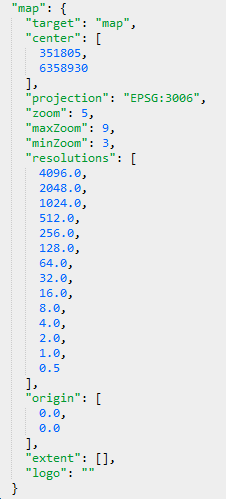 "map": {
"target": "map",
"center": [
351805,
6358930
],
"projection": "EPSG:3006",
"zoom": 5,
"maxZoom": 9,
"minZoom": 3,
"resolutions": [
4096.0,
2048.0,
1024.0,
512.0,
256.0,
128.0,
64.0,
32.0,
16.0,
8.0,
4.0,
2.0,
1.0,
0.5
],
"origin": [
0.0,
0.0
],
"extent": [],
"logo": ""
}